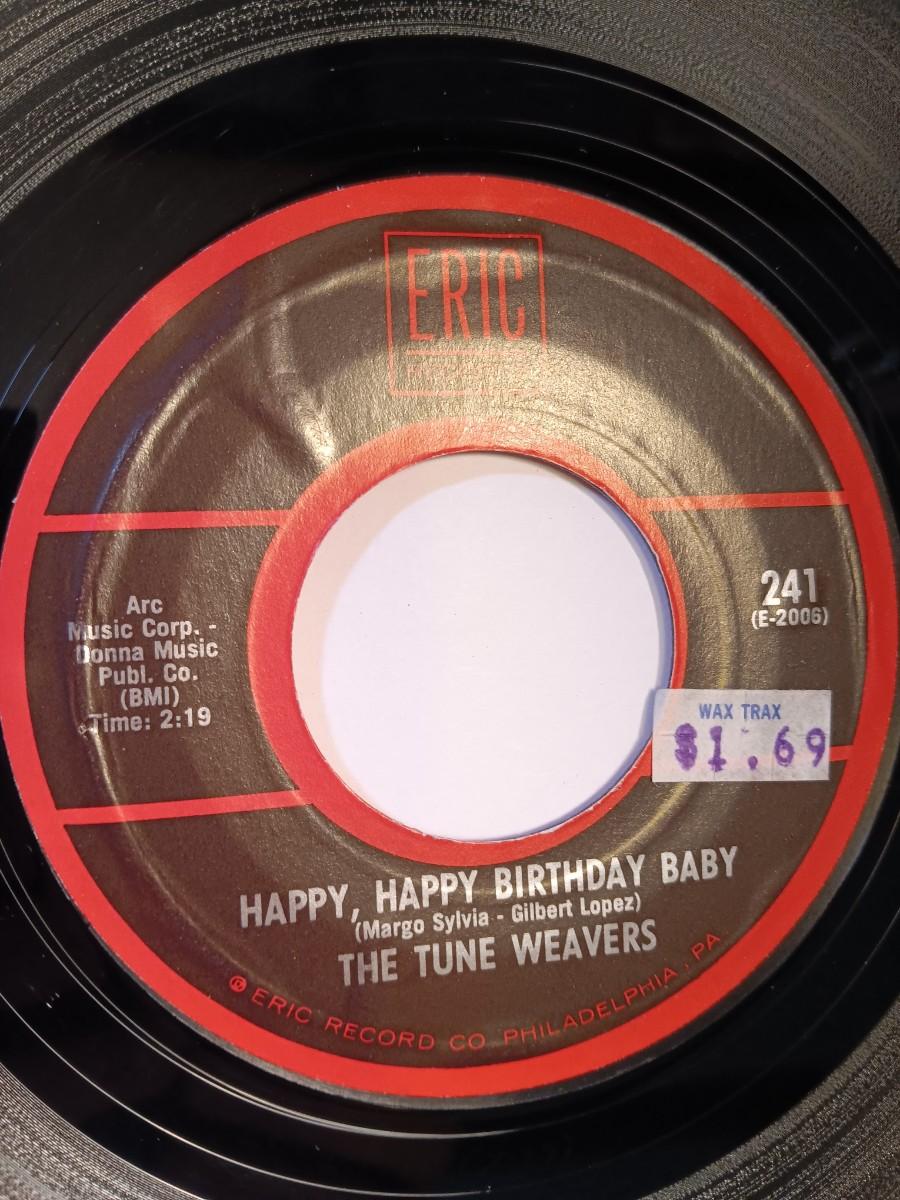 ERIC
Arc
Music Corp. -
Donna Music
Publ. Co.
(BMI)
Time: 2:19
241
(E-2006)
WAX TRAX
$1.69
HAPPY, HAPPY BIRTHDAY BABY
(Margo Sylvia - Gilbert Lopez)
THE TUNE WEAVERS
® ERIC RECORD CO PHILADELPHIA, PA